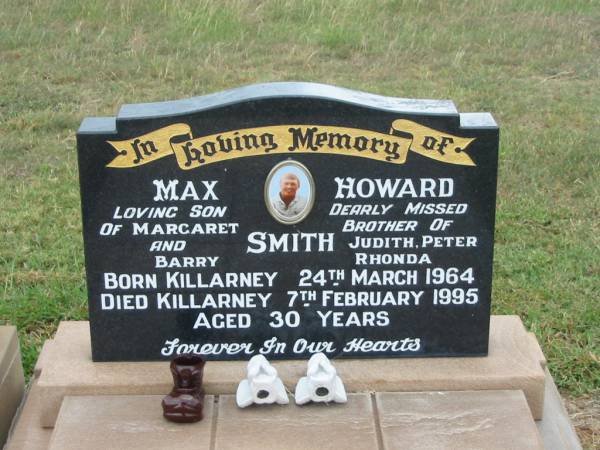 In Loving Memory of
MAX HOWARD
LOVING SON DEARLY MISSED
OF MARGARET BROTHER OF
AND SMITH JUDITH, PETER
BARRY RHONDA
BORN KILLARNEY 24TH MARCH 1964
DIED KILLARNEY 7TH FEBRUARY 1995
AGED 30 YEARS
Forever In Our Hearts